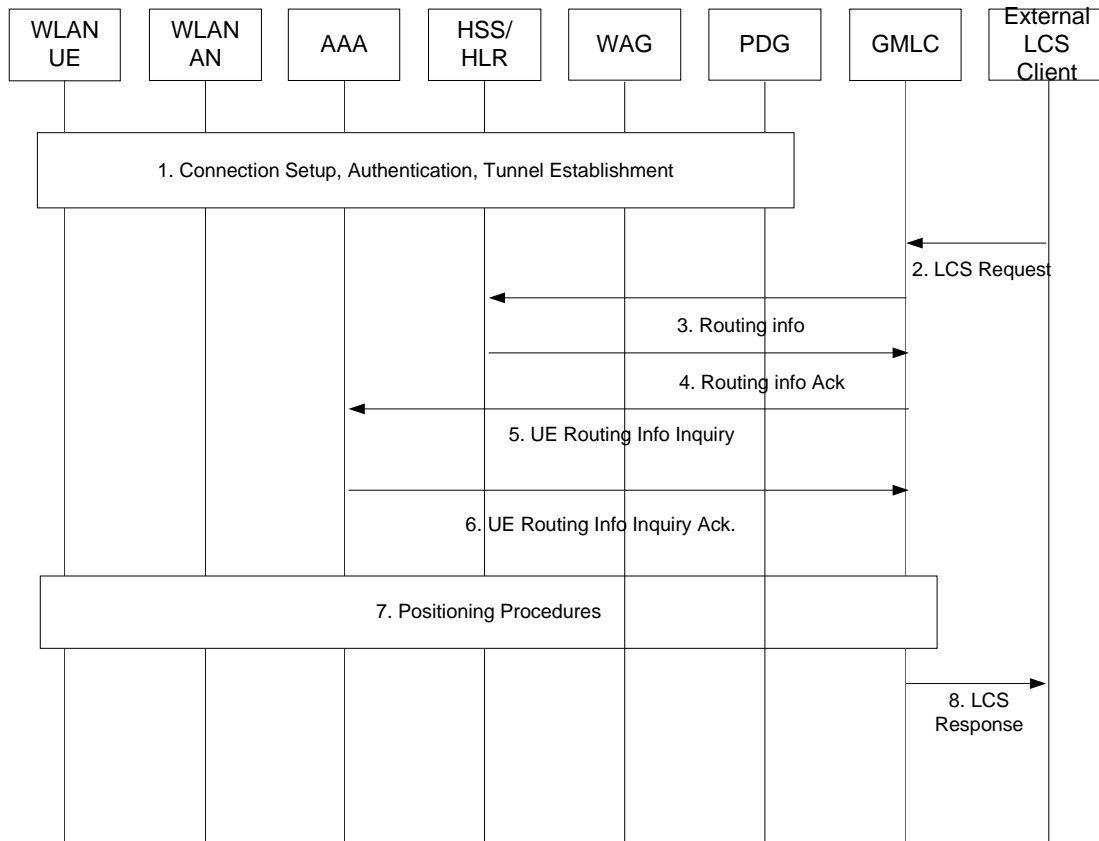 WLAN
UE
WLAN
AN
AAA
HSS/
HLR
WAG
PDG
GMLC
External
LCS
Client
1. Connection Setup, Authentication, Tunnel Establishment
2. LCS Request
3. Routing info
4. Routing info Ack
5. UE Routing Info Inquiry
6. UE Routing Info Inquiry Ack.
7. Positioning Procedures
8. LCS
Response